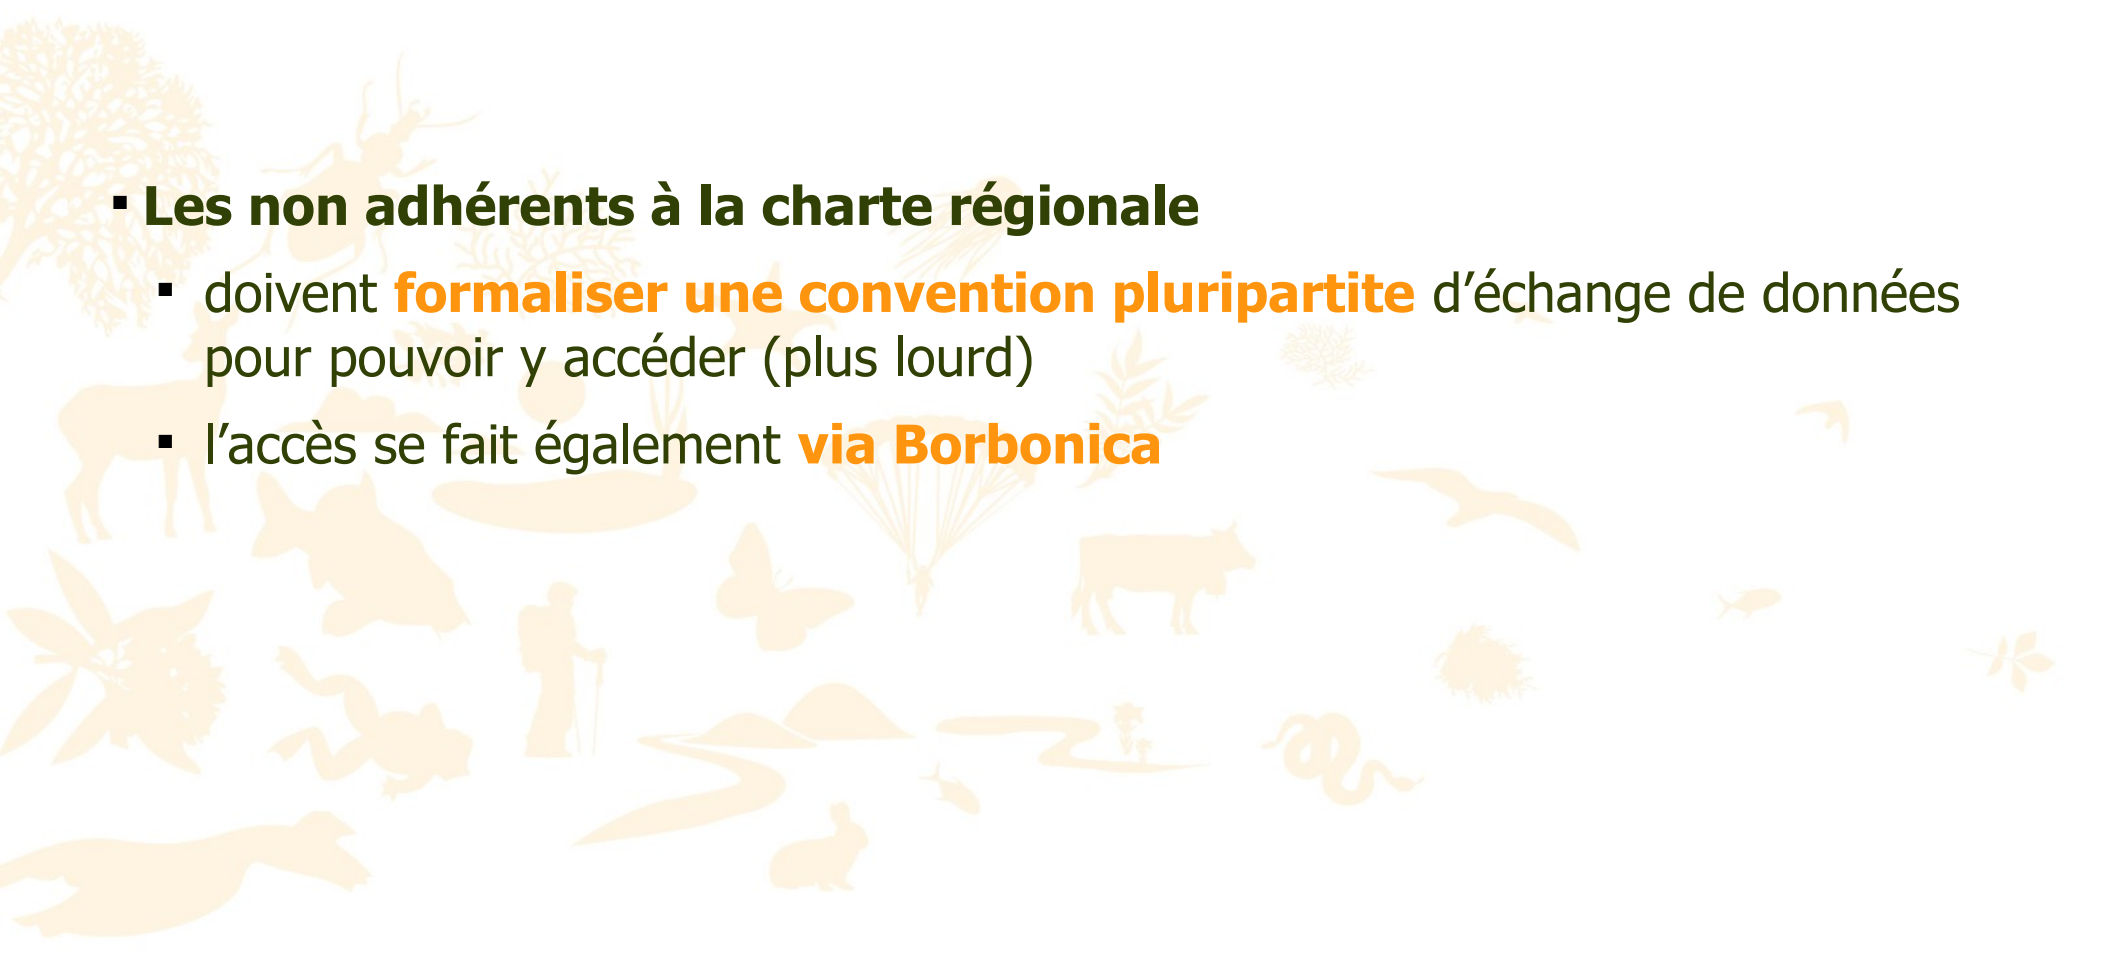 ▪ Les non adhérents à la charte régionale
▪ doivent formaliser une convention pluripartite d’échange de données
pour pouvoir y accéder (plus lourd)
▪ l’accès se fait également via Borbonica